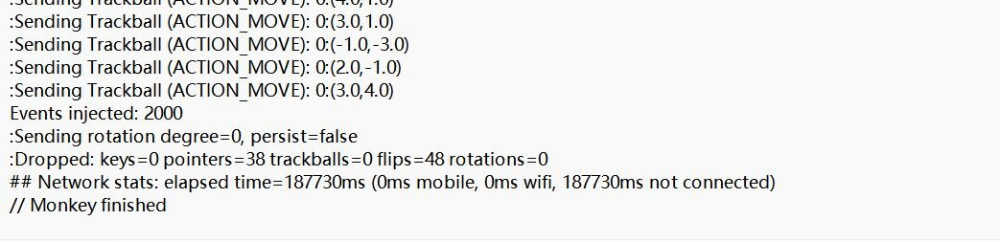 :Sending Trackball (ACTION_MOVE): 0:(4.0,1.0)
:Sending Trackball (ACTION_MOVE): 0:(3.0,1.0)
:Sending Trackball (ACTION_MOVE): 0:(-1.0,-3.0)
:Sending Trackball (ACTION_MOVE): 0:(2.0,-1.0)
:Sending Trackball (ACTION_MOVE): 0:(3.0,4.0)
Events injected: 2000
:Sending rotation degree=0, persist=false
:Dropped: keys=0 pointers=38 trackballs=0 flips=48 rotations=0
## Network stats: elapsed time=187730ms (0ms mobile, 0ms wifi, 187730ms not connected)
// Monkey finished